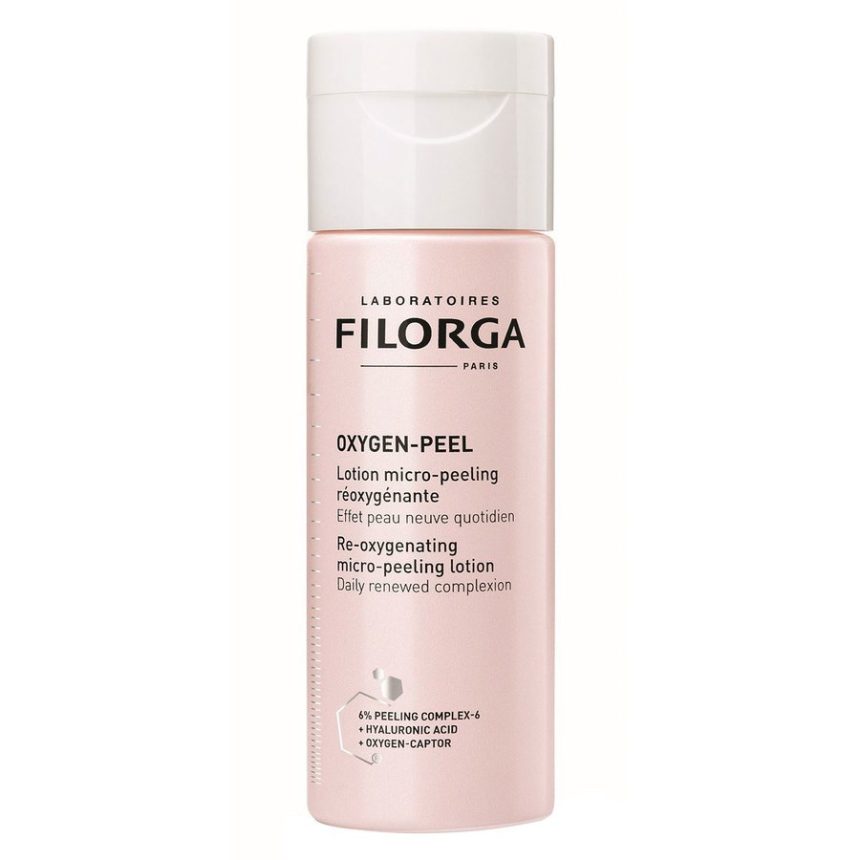 LABORATOIRES
FILORGA
PARIS
OXYGEN-PEEL
Lotion micro-peeling
réoxygénante
Effet peau neuve quotidien
Re-oxygenating
micro-peeling lotion
Daily renewed complexion
6% PEELING COMPLEX-6
+ HYALURONIC ACID
+ OXYGEN-CAPTOR